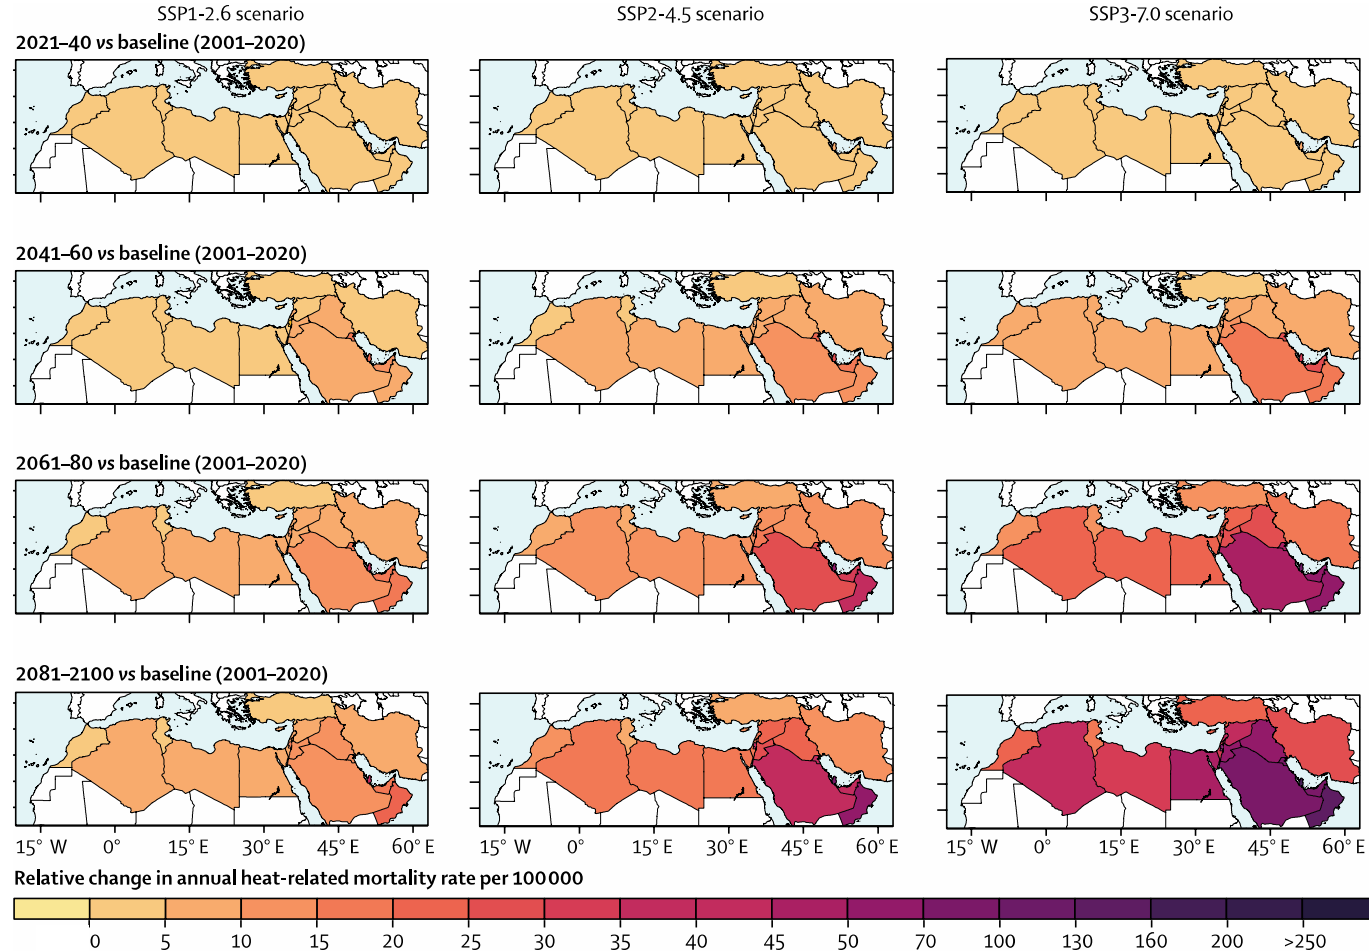 SSP1-2.6 scenario SSP2-4.5 scenario SSP3-7.0 scenario
2021–40 vs baseline (2001–2020)
2041–60 vs baseline (2001–2020)
2061–80 vs baseline (2001–2020)
2081–2100 vs baseline (2001–2020)
15° W 0° 15° E 30° E 45° E 60° E 15° W 0° 15° E 30° E 45° E 60° E 15° W 0° 15° E 30° E 45° E 60° E
Relative change in annual heat-related mortality rate per 100 000
0 5 10 15 20 25 30 35 40 45 50 70 100 130 160 200 >250